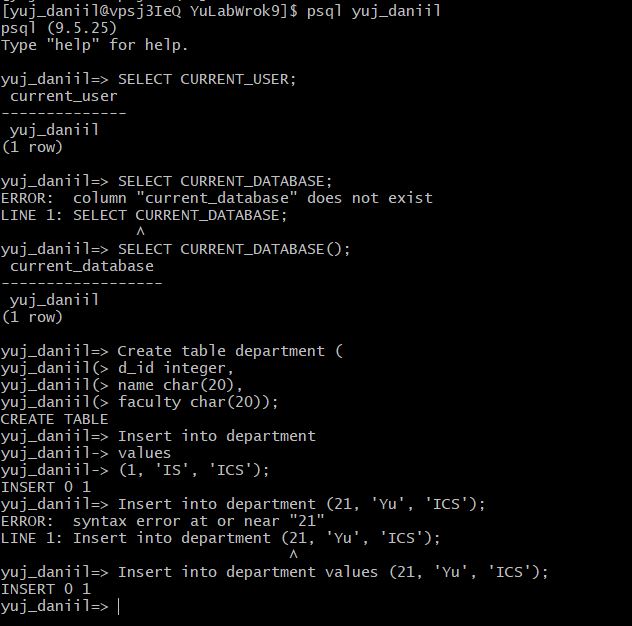 [yuj_daniil@vpsj3IeQ YuLabWrok9]$ psql yuj_daniil
psql (9.5.25)
Type "help" for help.
yuj_daniil=> SELECT CURRENT_USER;
current_user
--------------
yuj_daniil
(1 row)
yuj_daniil=> SELECT CURRENT_DATABASE;
ERROR:  column "current_database" does not exist
LINE 1: SELECT CURRENT_DATABASE;
^
yuj_daniil=> SELECT CURRENT_DATABASE();
current_database
------------------
yuj_daniil
(1 row)
yuj_daniil=> Create table department (
yuj_daniil(> d_id integer,
yuj_daniil(> name char(20),
yuj_daniil(> faculty char(20));
CREATE TABLE
yuj_daniil=> Insert into department
yuj_daniil-> values
yuj_daniil-> (1, 'IS', 'ICS');
INSERT 0 1
yuj_daniil=> Insert into department (21, 'Yu', 'ICS');
ERROR:  syntax error at or near "21"
LINE 1: Insert into department (21, 'Yu', 'ICS');
^
yuj_daniil=> Insert into department values (21, 'Yu', 'ICS');
INSERT 0 1
yuj_daniil=>